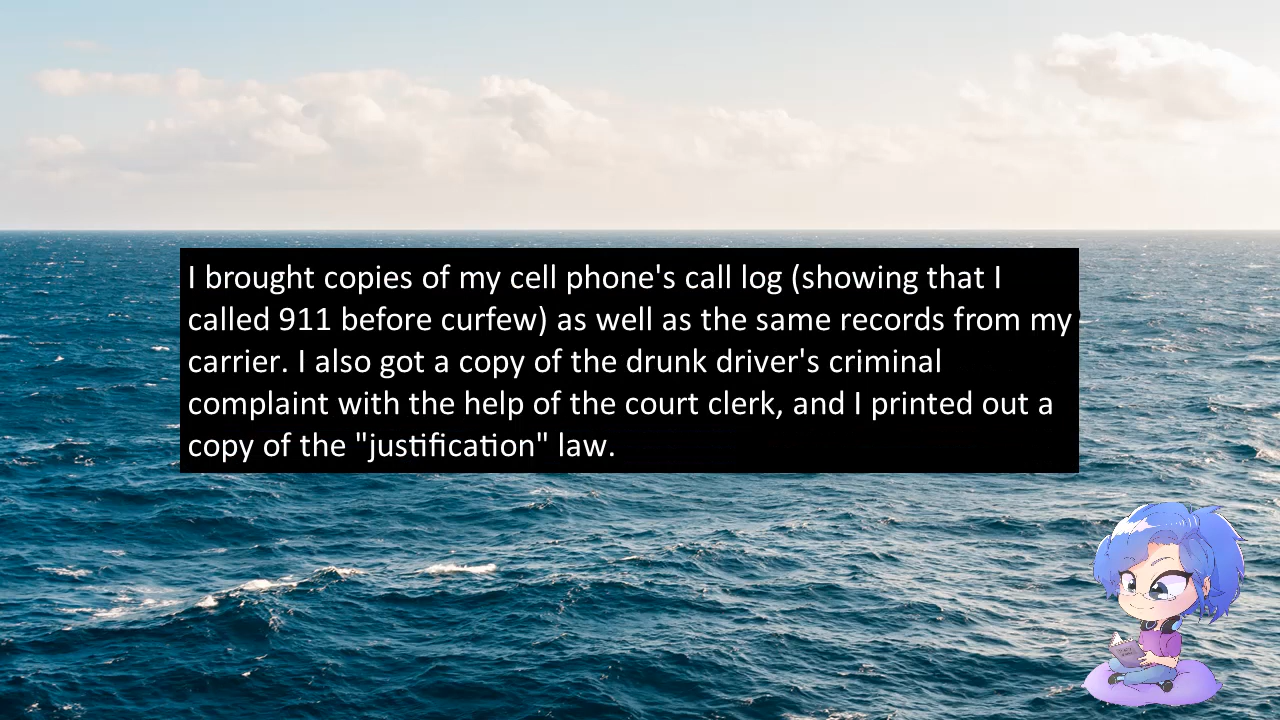 I brought copies of my cell phone's call log (showing that I
called 911 before curfew) as well as the same records from my
carrier. I also got a copy of the drunk driver's criminal
complaint with the help of the court clerk, and I printed out a
copy of the "justification" law.